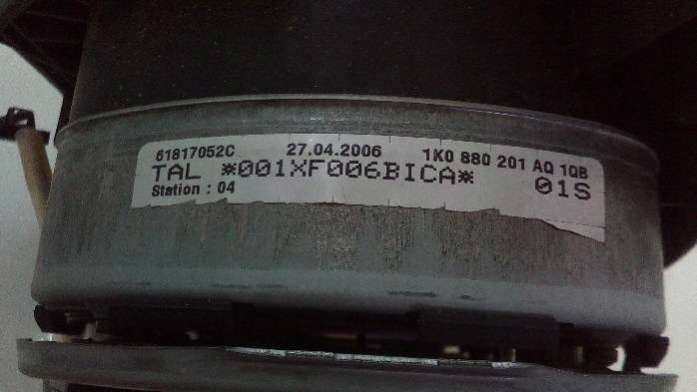 61817052C 27.04.2006 1K0 880 201 AQ 1QB
TAL *001XF006BICA* 01S
Station : 04